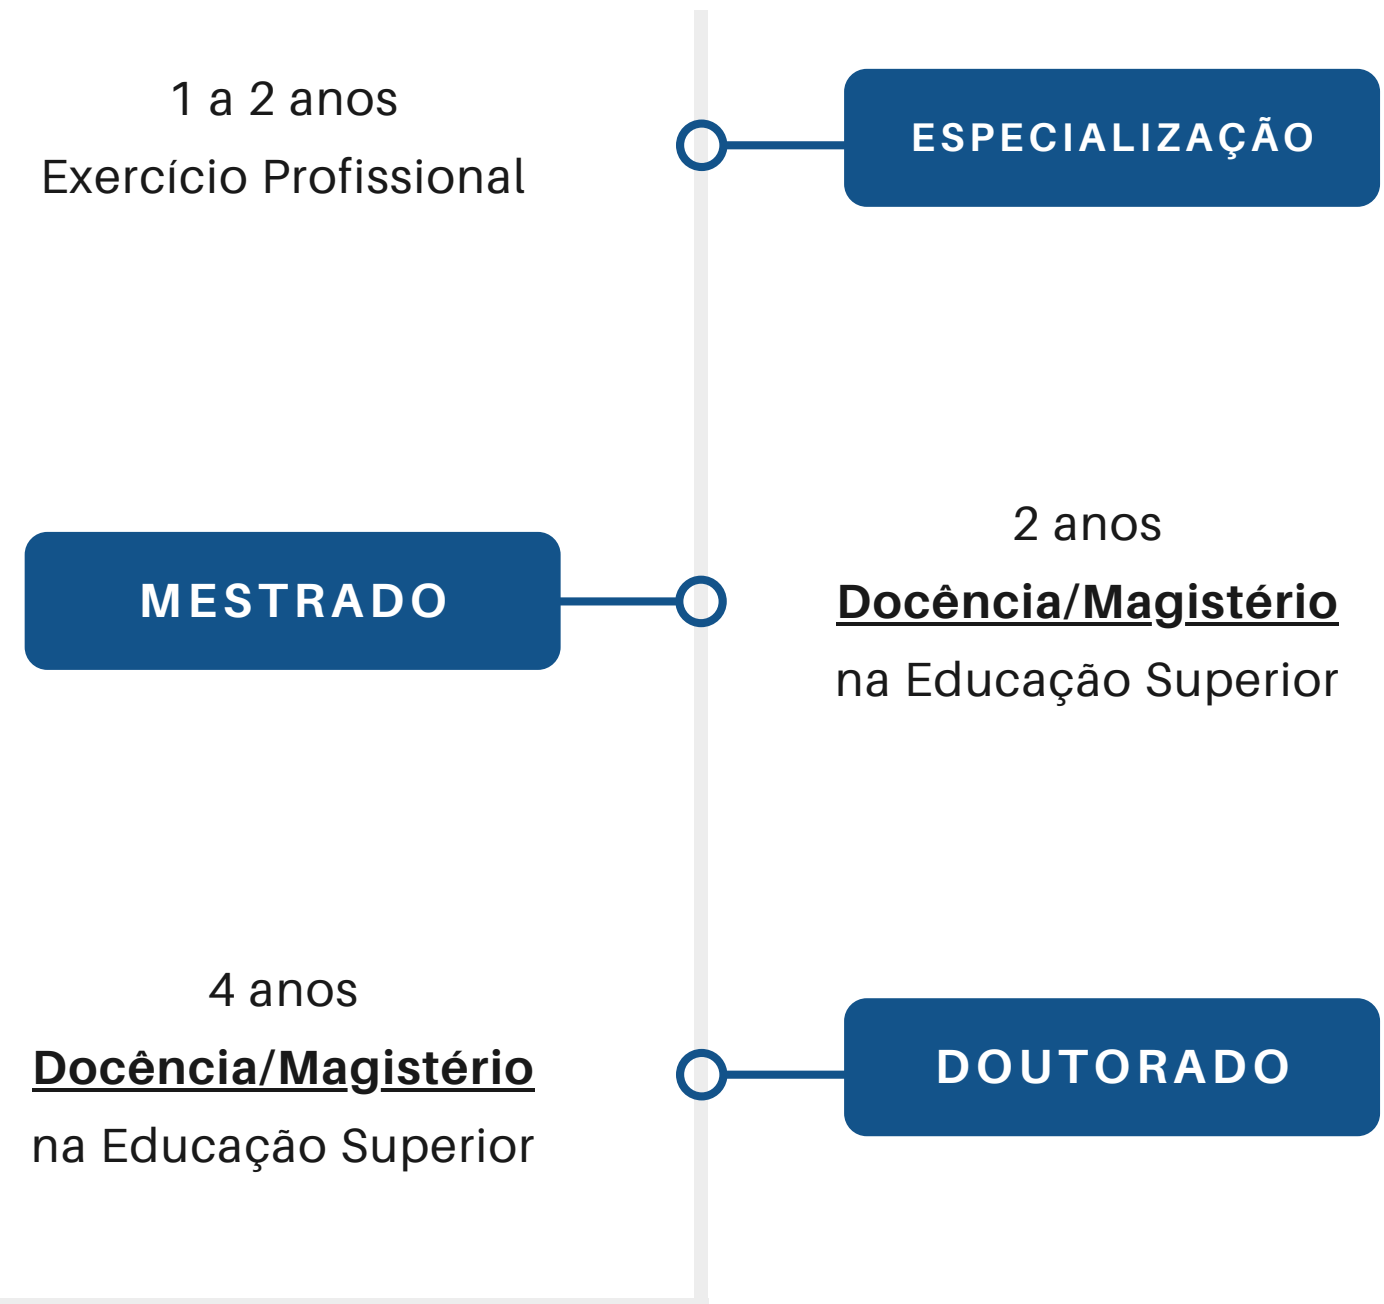 1 a 2 anos
Exercício Profissional
ESPECIALIZAÇÃO
MESTRADO
2 anos
Docência/Magistério
na Educação Superior
4 anos
Docência/Magistério
na Educação Superior
DOUTORADO